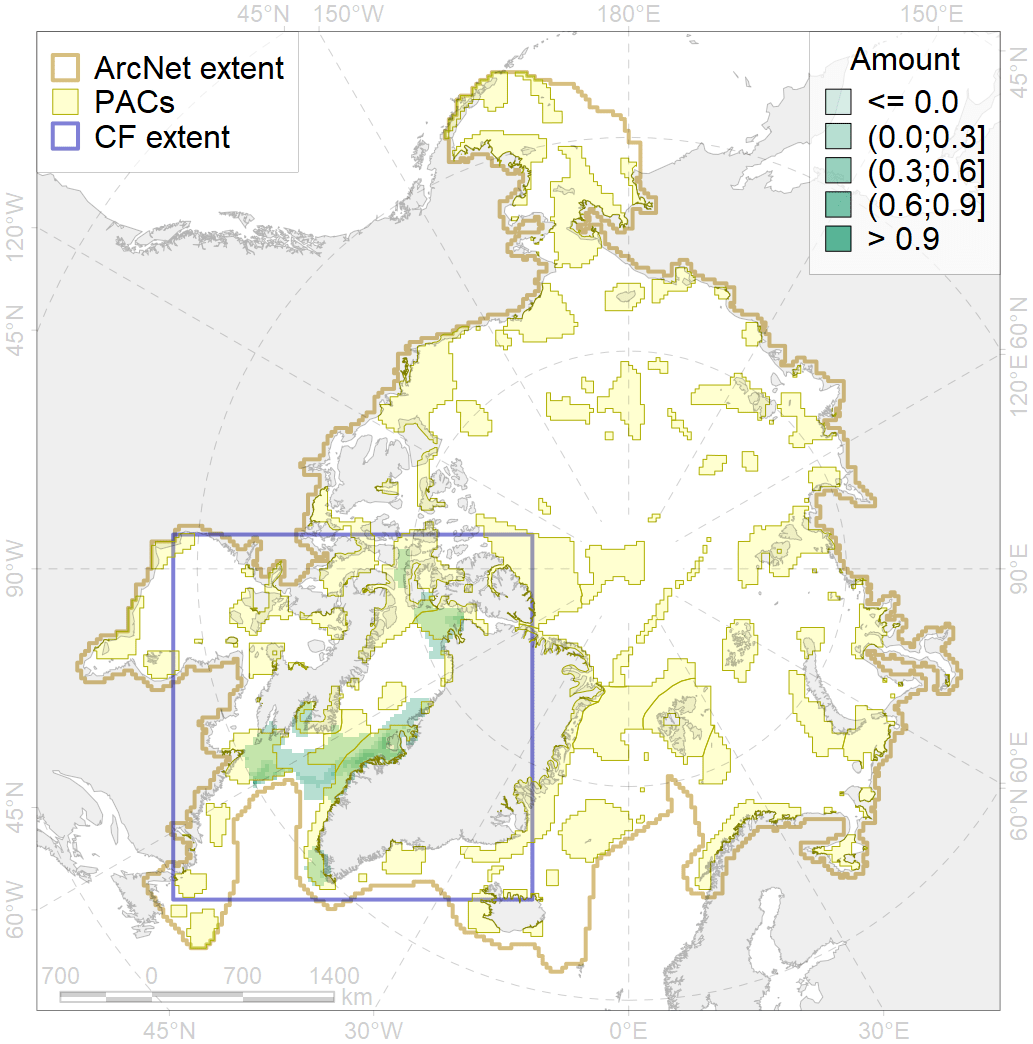 45°N 150°W 180°E 150°E
ArcNet extent
PACs
CF extent
Amount
<= 0.0
(0.0;0.3]
(0.3;0.6]
(0.6;0.9]
> 0.9
45°N
120°W
60°N
45°N
120°E
90°W
90°E
45°N
60°N
60°W
700 0 700 1400
km
45°N 30°W 0°E 30°E